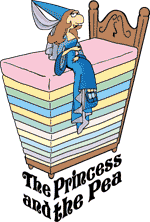 The Princess
and the Pea